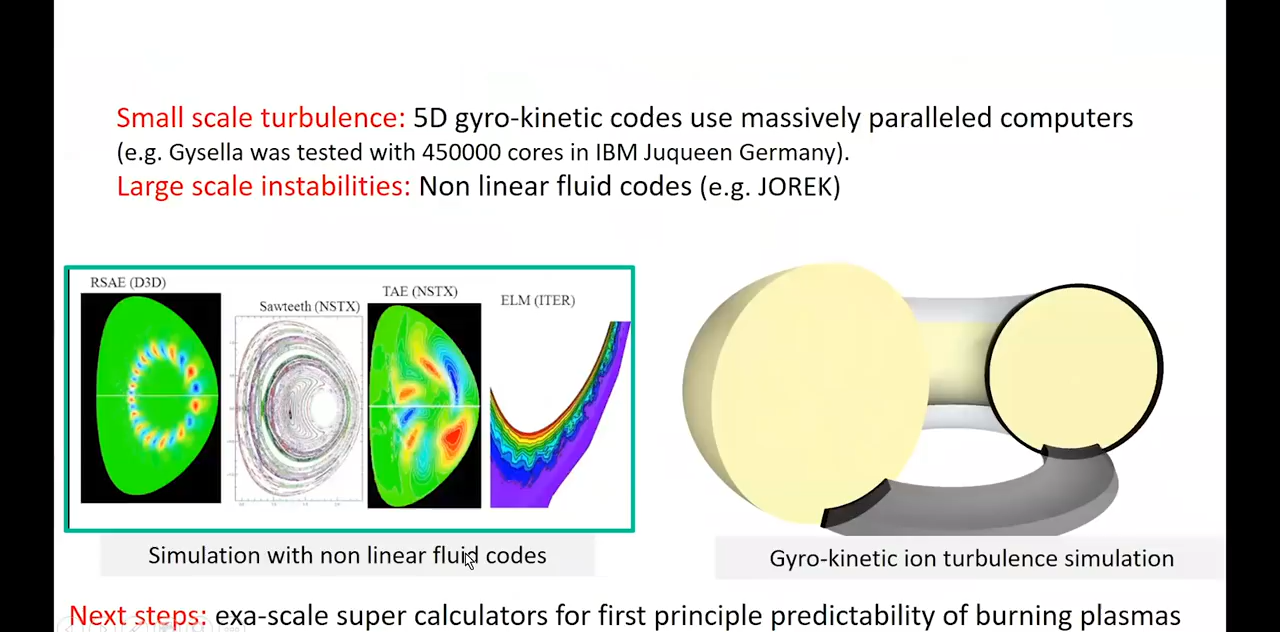 Small scale turbulence: 5D gyro-kinetic codes use massively paralleled computers
(e.g. Gysella was tested with 450000 cores in IBM Juqueen Germany).
Large scale instabilities: Non linear fluid codes (e.g. JOREK)
RSAE (D3D)
Sawteeth (NSTX)
TAE (NSTX)
ELM (ITER)
Simulation with non linear fluid codes
Gyro-kinetic ion turbulence simulation
Next steps: exa-scale super calculators for first principle predictability of burning plasmas